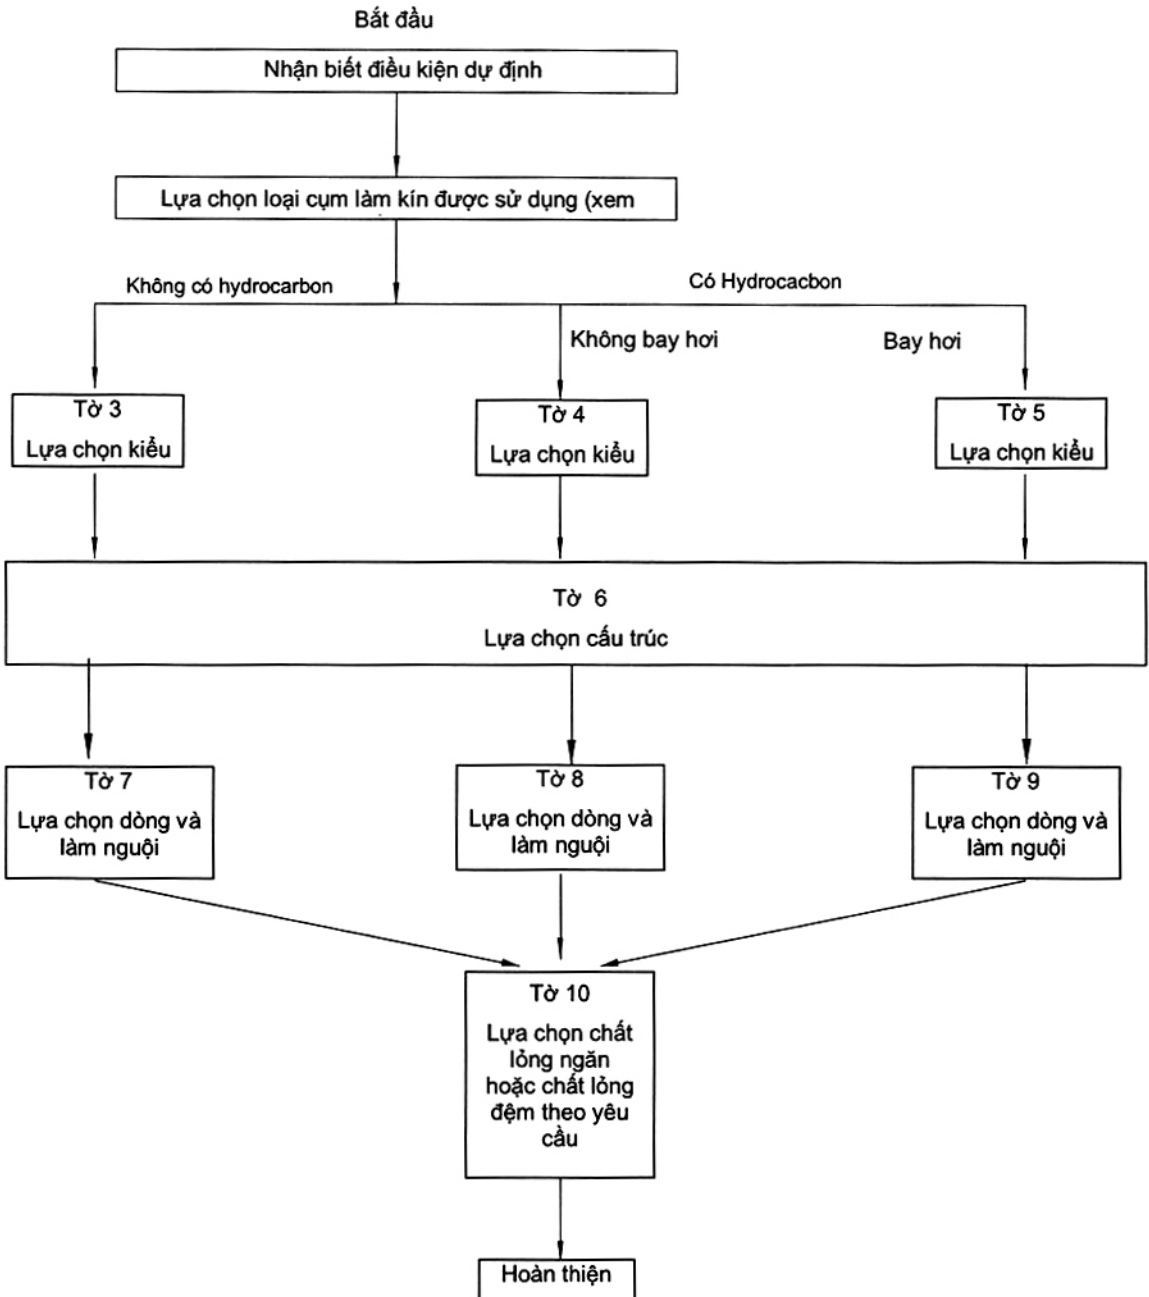 Bắt đầu
Nhận biết điều kiện dự định
Lựa chọn loại cụm làm kín được sử dụng (xem
Không có hydrocarbon
Có Hydrocacbon
Không bay hơi
Bay hơi
Tờ 3
Lựa chọn kiểu
Tờ 4
Lựa chọn kiểu
Tờ 5
Lựa chọn kiểu
Tờ 6
Lựa chọn cấu trúc
Tờ 7
Lựa chọn dòng và
làm nguội
Tờ 8
Lựa chọn dòng và
làm nguội
Tờ 9
Lựa chọn dòng và
làm nguội
Tờ 10
Lựa chọn chất
lỏng ngăn
hoặc chất lỏng
đệm theo yêu
cầu
Hoàn thiện